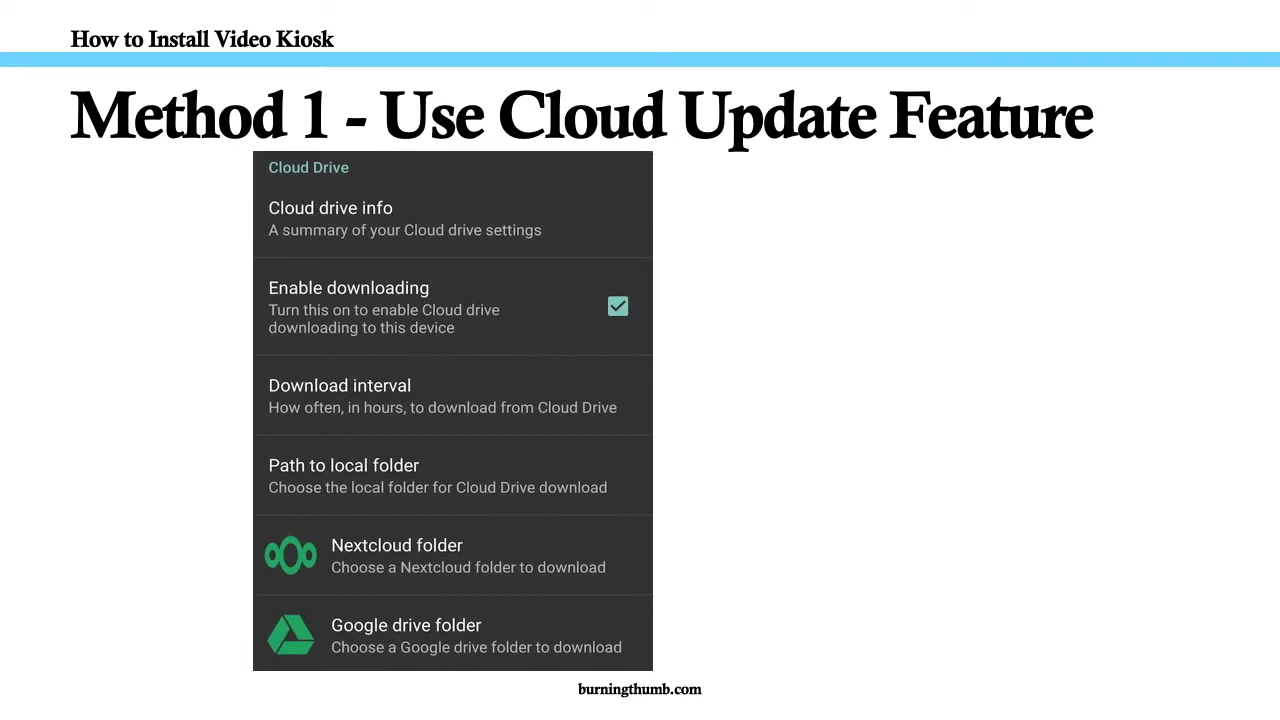 How to Install Video Kiosk
Method 1 - Use Cloud Update Feature
Cloud Drive
Cloud drive info
A summary of your Cloud drive settings
Enable downloading
Turn this on to enable Cloud drive
downloading to this device
Download interval
How often, in hours, to download from Cloud Drive
Path to local folder
Choose the local folder for Cloud Drive download
Nextcloud folder
Choose a Nextcloud folder to download
Google drive folder
Choose a Google drive folder to download
burningthumb.com